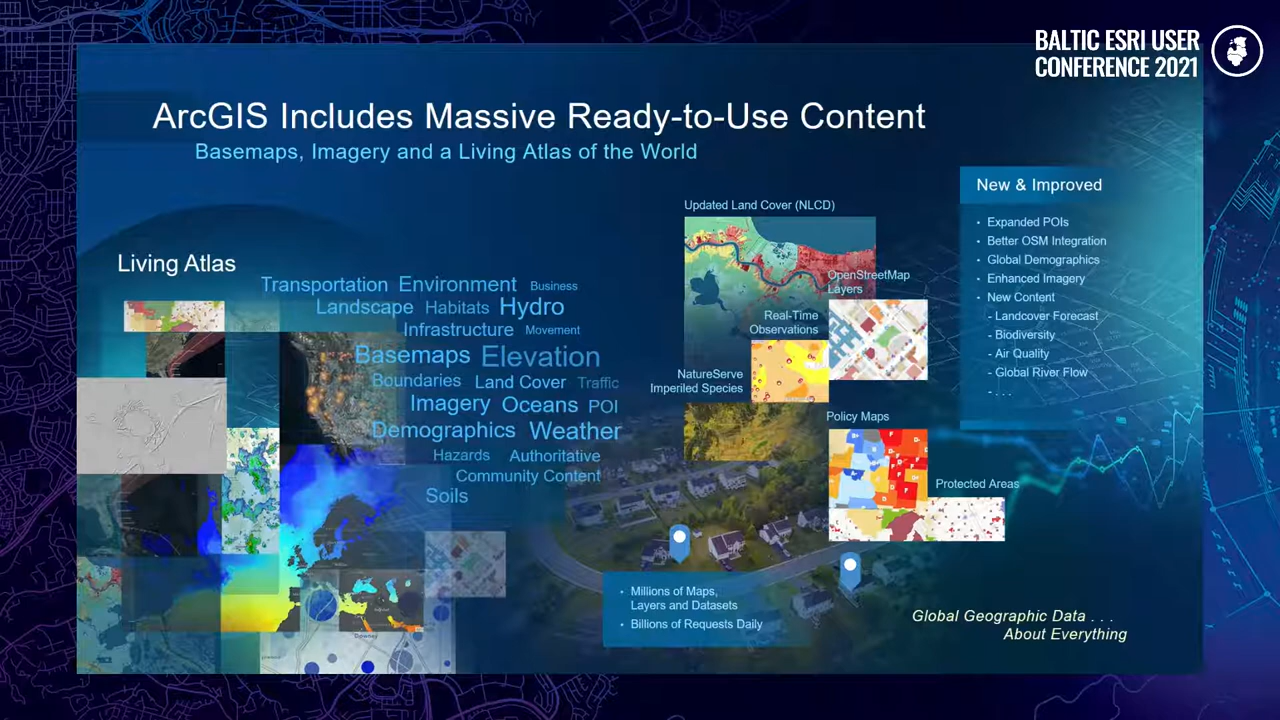 BALTIC ESRI USER
CONFERENCE 2021
ArcGIS Includes Massive Ready-to-Use Content
Basemaps, Imagery and a Living Atlas of the World
New & Improved
• Expanded POIs
• Better OSM Integration
• Global Demographics
• Enhanced Imagery
• New Content
- Landcover Forecast
- Biodiversity
- Air Quality
- Global River Flow
- . . .
Living Atlas
Transportation Environment Business
Landscape Habitats Hydro
Infrastructure Movement
Basemaps Elevation
Boundaries Land Cover Traffic
Imagery Oceans POI
Demographics Weather
Hazards Authoritative
Community Content
Soils
Updated Land Cover (NLCD)
OpenStreetMap
Layers
Real-Time
Observations
NatureServe
Imperiled Species
Policy Maps
Protected Areas
• Millions of Maps,
Layers and Datasets
• Billions of Requests Daily
Global Geographic Data . . .
About Everything
Downey